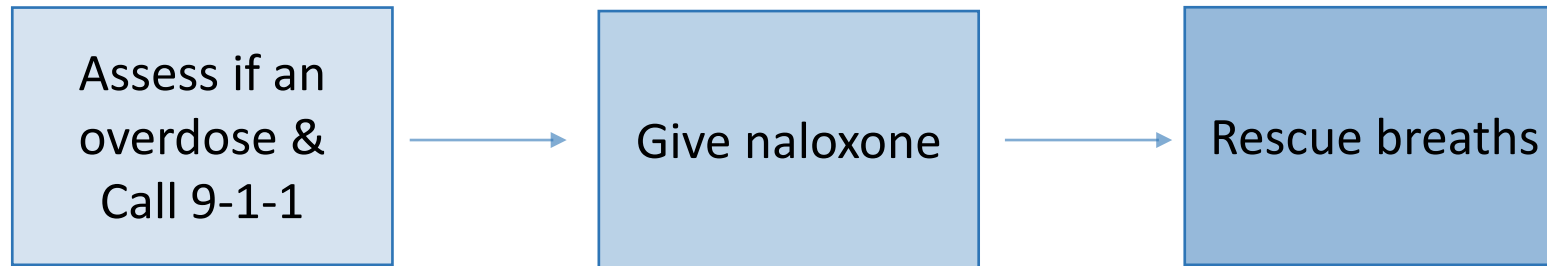 Assess if an
overdose &
Call 9-1-1
Give naloxone
Rescue breaths